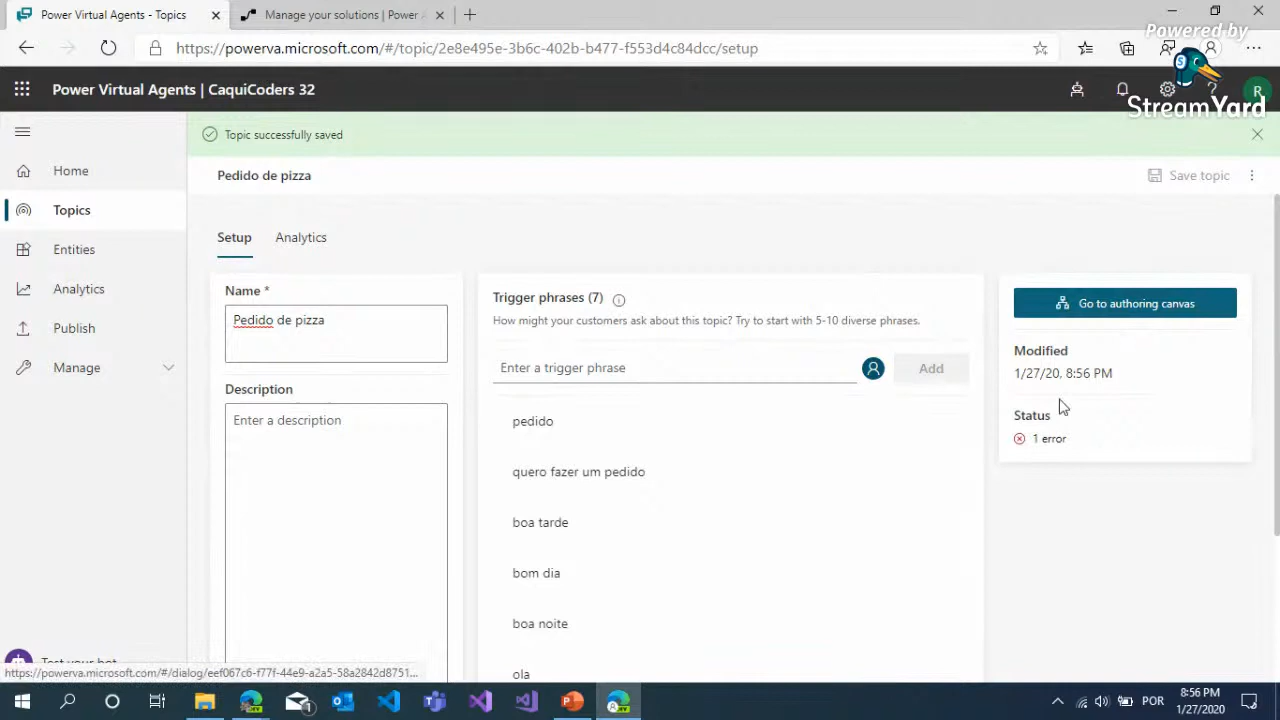 Power Virtual Agents - Topics
Manage your solutions | Power A
https://powerva.microsoft.com/#/topic/2e8e495e-3b6c-402b-b477-f553d4c84dcc/setup
Powered by
StreamYard
Power Virtual Agents | CaquiCoders 32
R
Topic successfully saved
Home
Topics
Entities
Analytics
Publish
Manage
Pedido de pizza
Save topic
Setup
Analytics
Name *
Pedido de pizza
Description
Enter a description
Trigger phrases (7)
How might your customers ask about this topic? Try to start with 5-10 diverse phrases.
Enter a trigger phrase
Add
pedido
quero fazer um pedido
boa tarde
bom dia
boa noite
ola
Go to authoring canvas
Modified
1/27/20, 8:56 PM
Status
1 error
Test your bot
https://powerva.microsoft.com/#/dialog/eef067c6-f77f-44e9-a2a5-58a2842d8751...
POR
8:56 PM
1/27/2020